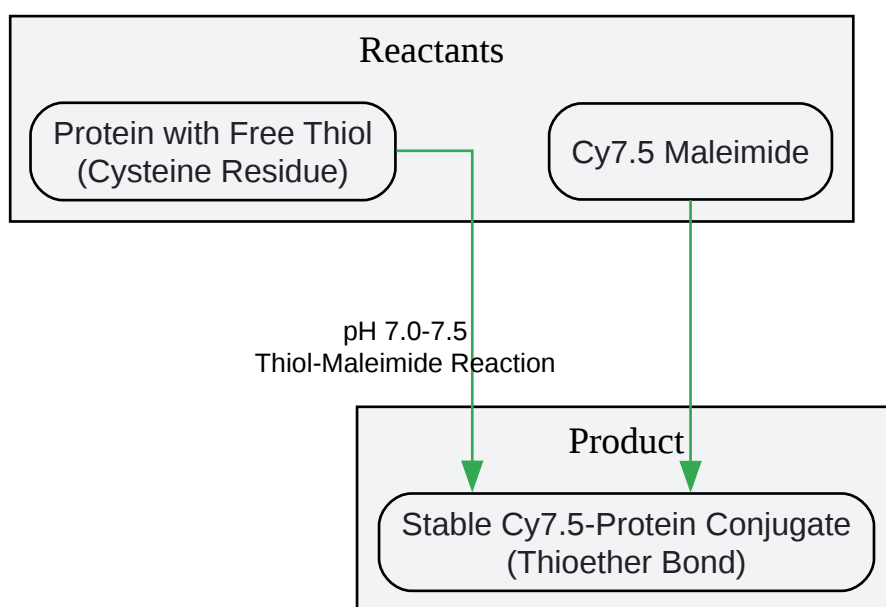 Reactants
Protein with Free Thiol
(Cysteine Residue)
Cy7.5 Maleimide
pH 7.0-7.5
Thiol-Maleimide Reaction
Product
Stable Cy7.5-Protein Conjugate
(Thioether Bond)